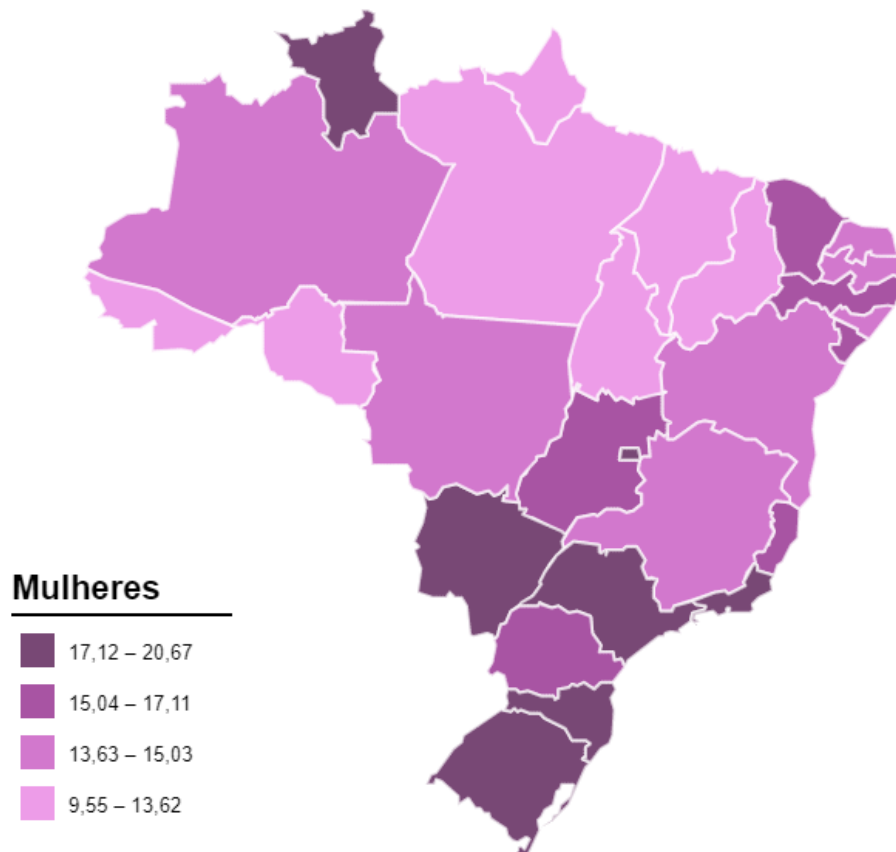 Mulheres
17,12 – 20,67
15,04 – 17,11
13,63 – 15,03
9,55 – 13,62